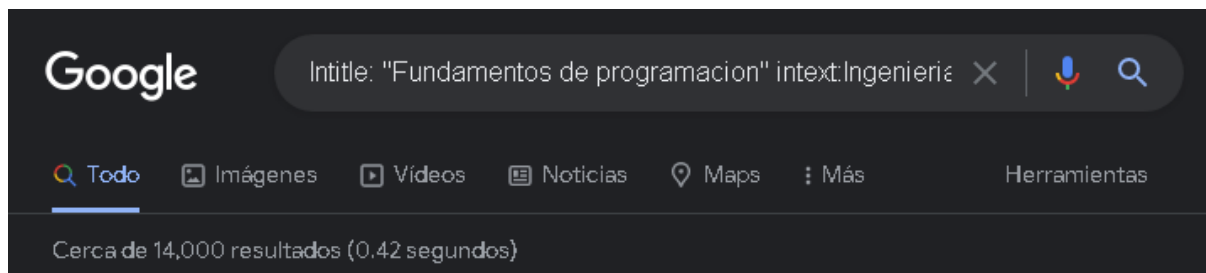 Google Intitle: "Fundamentos de programacion" intext:Ingenieria
Todo Imágenes Vídeos Noticias Maps Más Herramientas
Cerca de 14,000 resultados (0.42 segundos)